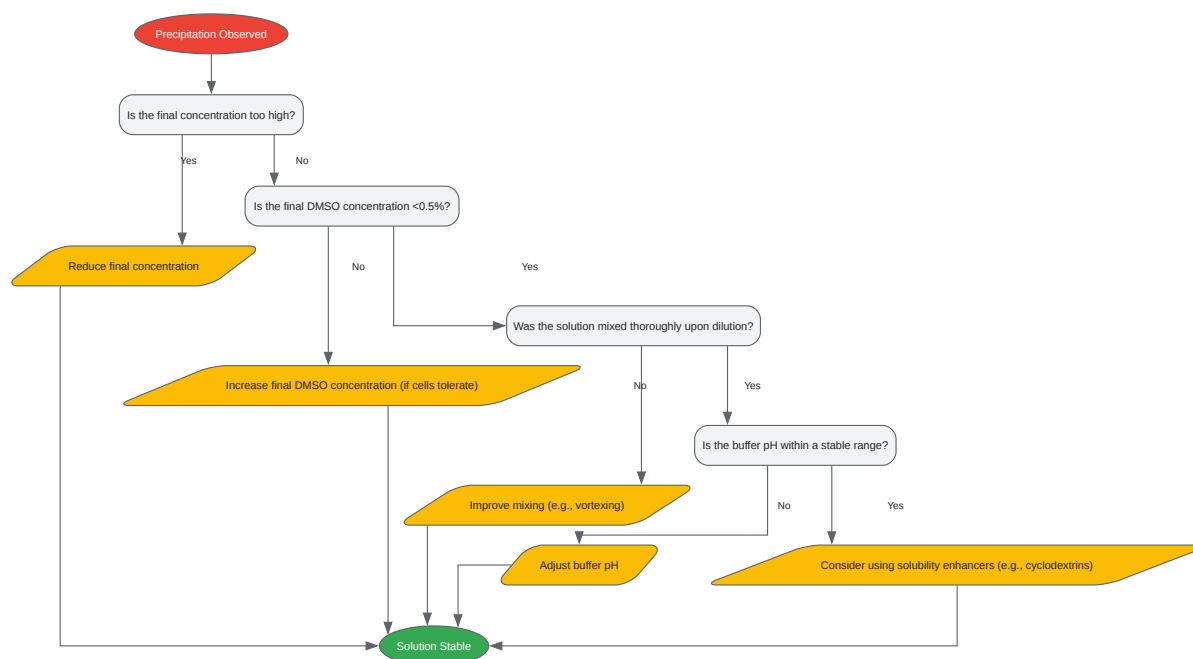 Precipitation Observed
Is the final concentration too high?
Yes
No
Is the final DMSO concentration <0.5%?
Reduce final concentration
No
Yes
Was the solution mixed thoroughly upon dilution?
Increase final DMSO concentration (if cells tolerate)
No
Yes
Is the buffer pH within a stable range?
Improve mixing (e.g., vortexing)
No
Yes
Adjust buffer pH
Consider using solubility enhancers (e.g., cyclodextrins)
Solution Stable